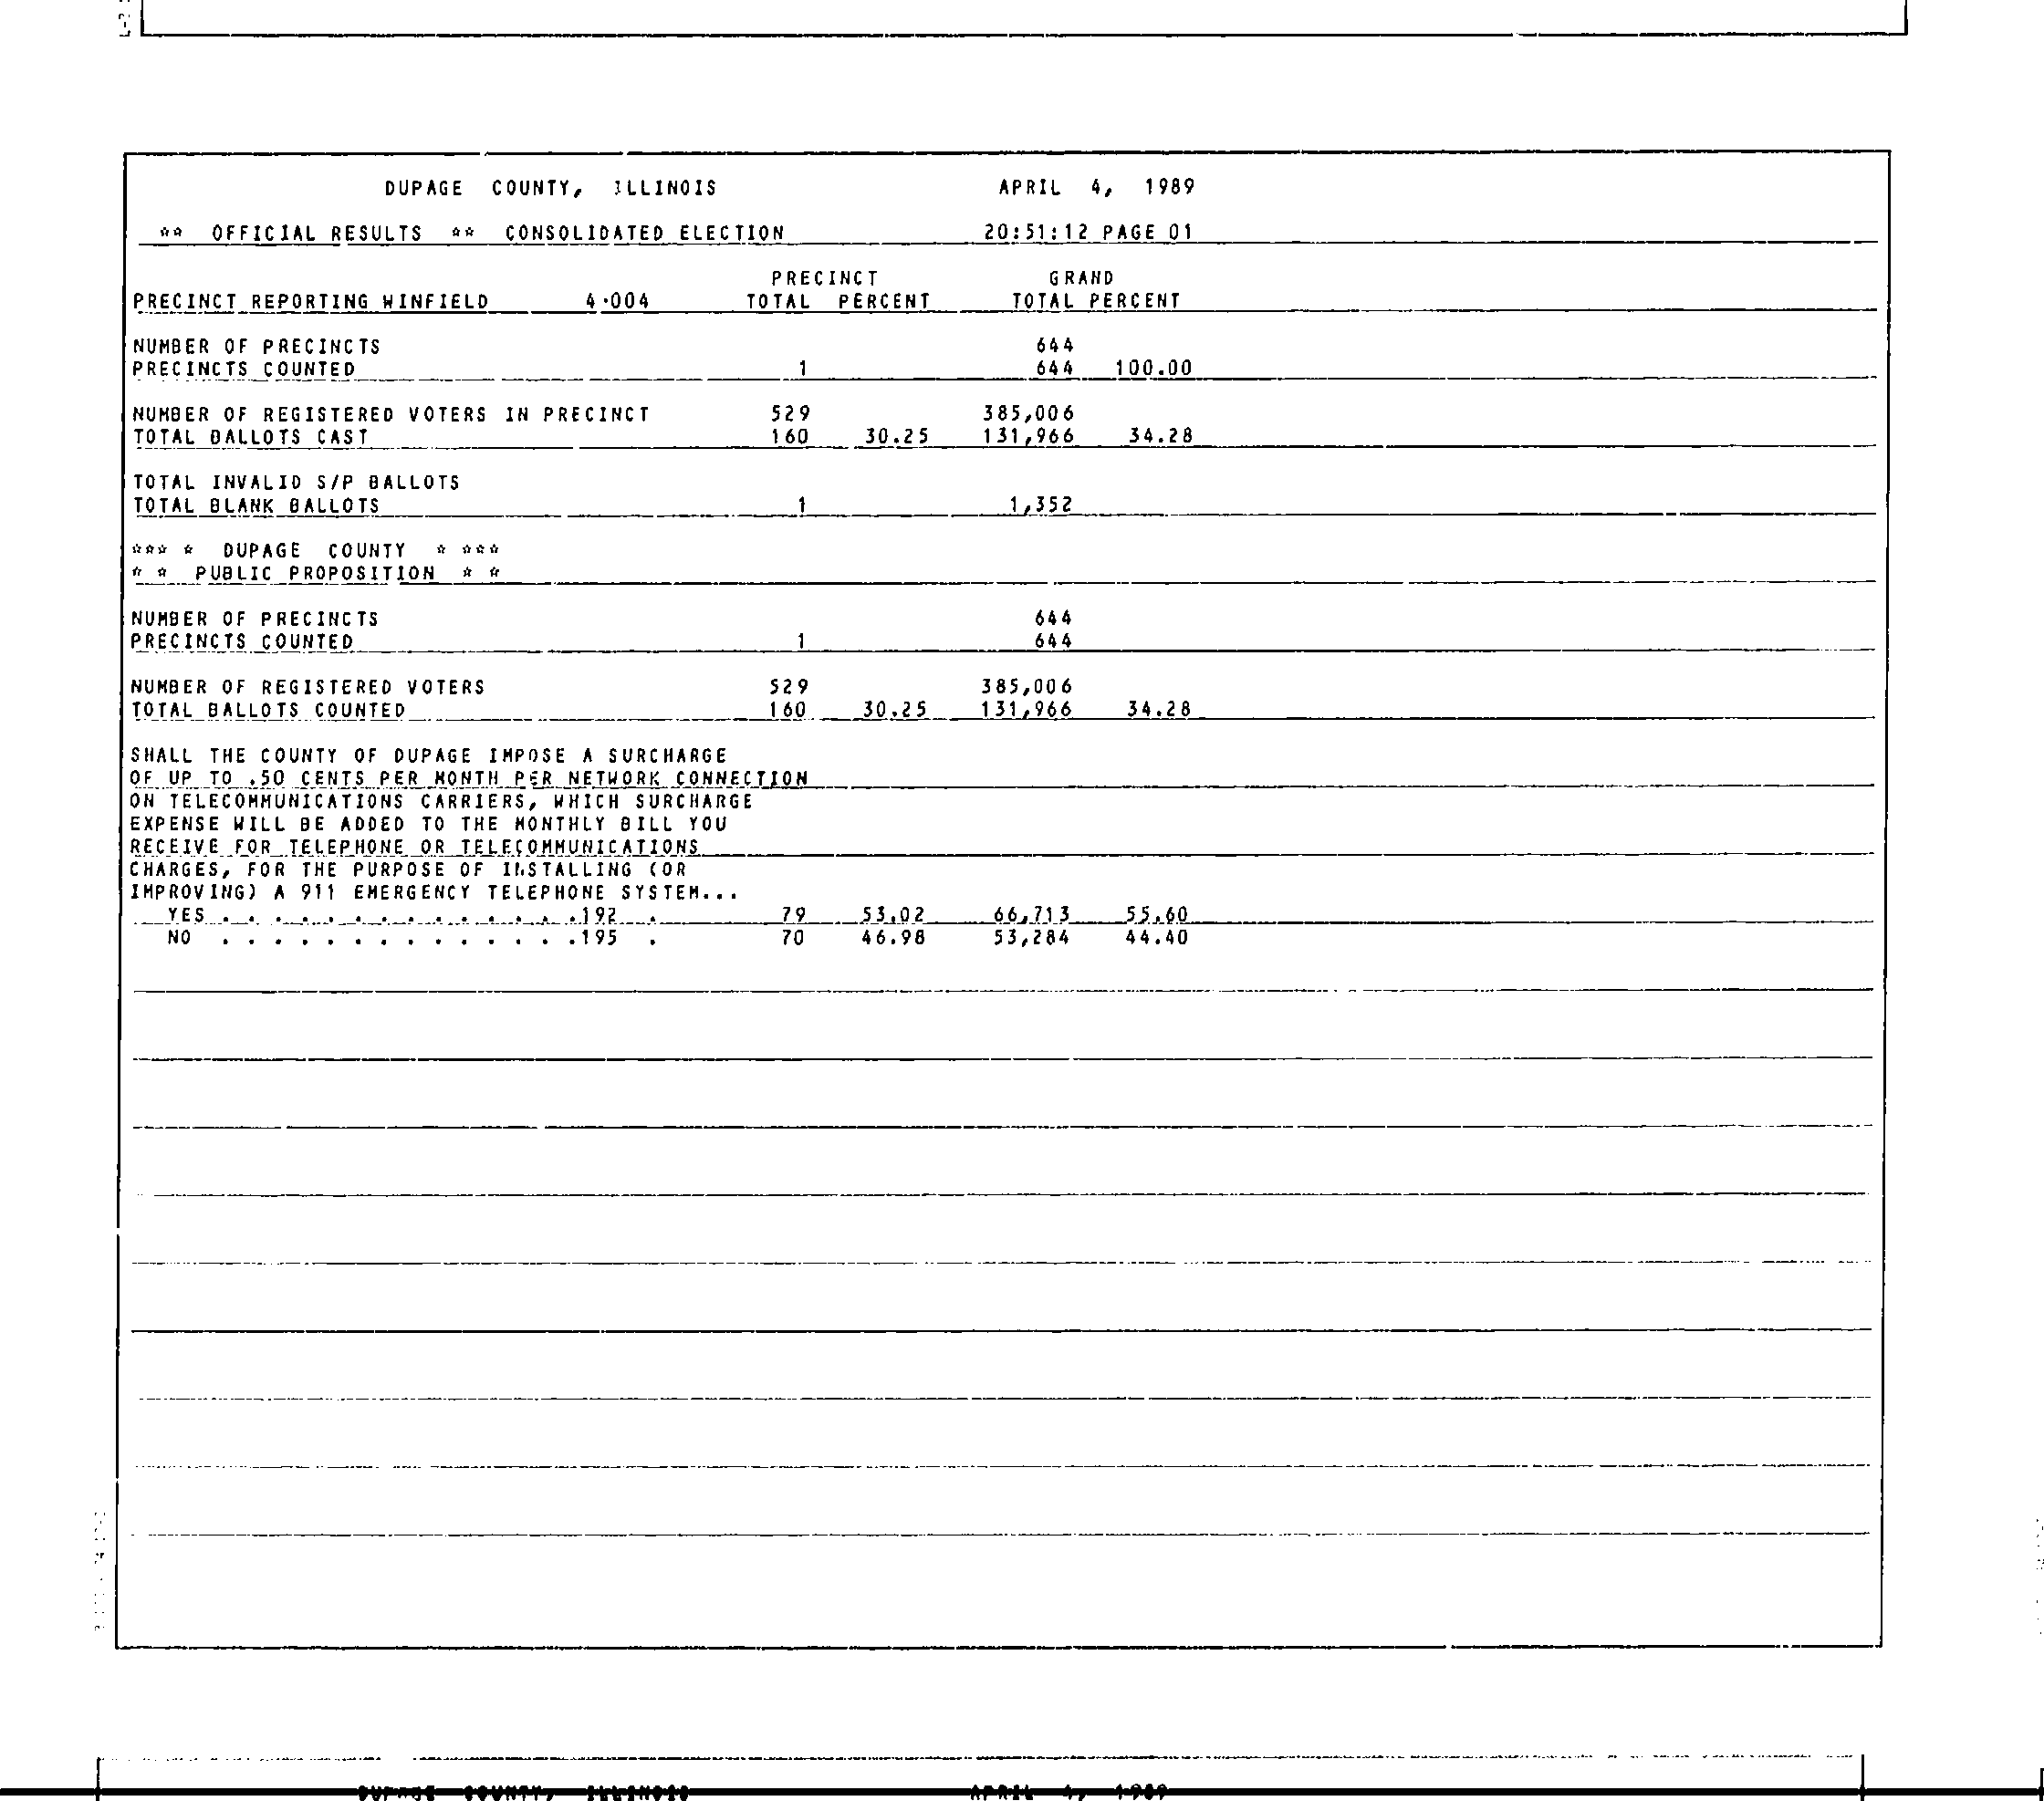 DUPAGE COUNTY, ILLINOIS APRIL 4, 1989
** OFFICIAL RESULTS ** CONSOLIDATED ELECTION 20:51:12 PAGE 01
PRECINCT GRAND
PRECINCT REPORTING WINFIELD 4.004 TOTAL PERCENT TOTAL PERCENT
NUMBER OF PRECINCTS 644
PRECINCTS COUNTED 1 644 100.00
NUMBER OF REGISTERED VOTERS IN PRECINCT 529 385,006
TOTAL BALLOTS CAST 160 30.25 131,966 34.28
TOTAL INVALID S/P BALLOTS
TOTAL BLANK BALLOTS 1 1,352
*** * DUPAGE COUNTY * ***
* * PUBLIC PROPOSITION * *
NUMBER OF PRECINCTS 644
PRECINCTS COUNTED 1 644
NUMBER OF REGISTERED VOTERS 529 385,006
TOTAL BALLOTS COUNTED 160 30.25 131,966 34.28
SHALL THE COUNTY OF DUPAGE IMPOSE A SURCHARGE
OF UP TO .50 CENTS PER MONTH PER NETWORK CONNECTION
ON TELECOMMUNICATIONS CARRIERS, WHICH SURCHARGE
EXPENSE WILL BE ADDED TO THE MONTHLY BILL YOU
RECEIVE FOR TELEPHONE OR TELECOMMUNICATIONS
CHARGES, FOR THE PURPOSE OF INSTALLING (OR
IMPROVING) A 911 EMERGENCY TELEPHONE SYSTEM...
YES . . . . . . . . . . . . . .192 . 79 53.02 66,713 55.60
NO . . . . . . . . . . . . . .195 . 70 46.98 53,284 44.40
DUPAGE COUNTY, ILLINOIS APRIL 4, 1989